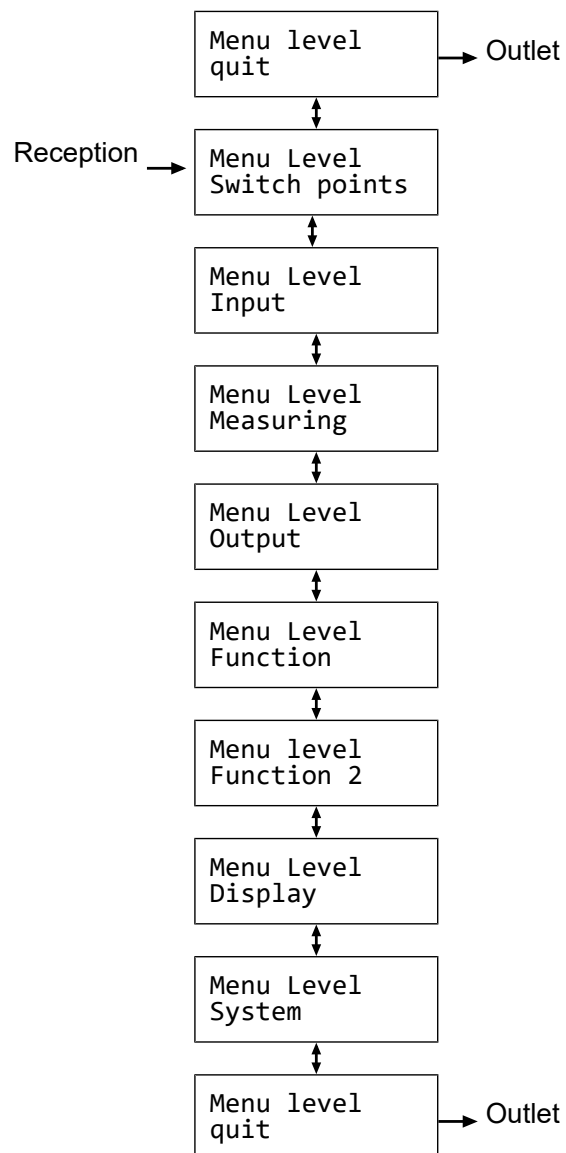 Menu level
quit
Outlet
Reception
Menu Level
Switch points
Menu Level
Input
Menu Level
Measuring
Menu Level
Output
Menu Level
Function
Menu level
Function 2
Menu Level
Display
Menu Level
System
Menu level
quit
Outlet